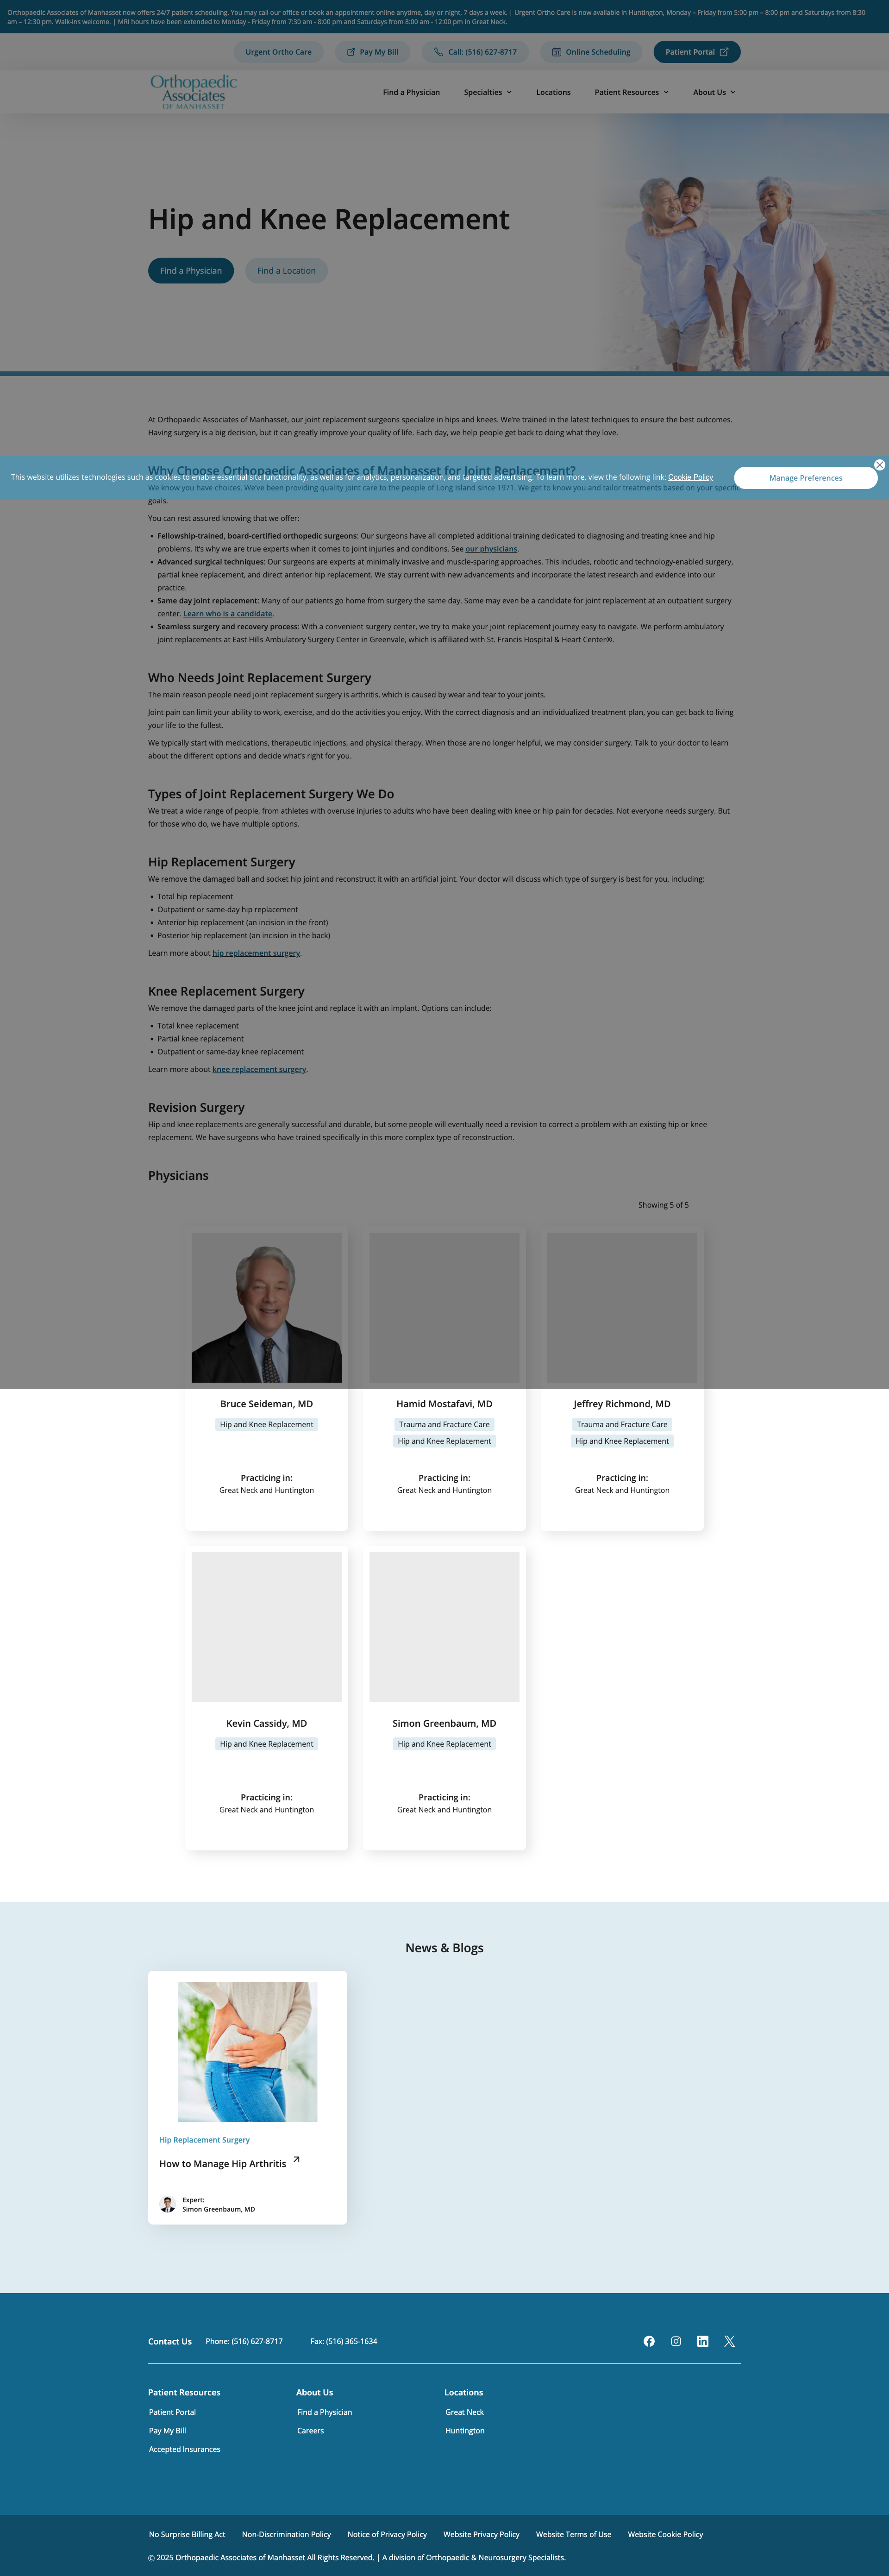 Orthopaedic Associates of Manhasset now offers 24/7 patient scheduling. You may call our office or book an appointment online anytime, day or night, 7 days a week. | Urgent Ortho Care is now available in Huntington, Monday – Friday from 5:00 pm – 8:00 pm and Saturdays from 8:30
am – 12:30 pm. Walk-ins welcome. | MRI hours have been extended to Monday - Friday from 7:30 am - 8:00 pm and Saturdays from 8:00 am - 12:00 pm in Great Neck.
Urgent Ortho Care
Pay My Bill
Call: (516) 627-8717
Online Scheduling
Patient Portal
Orthopaedic
Associates
OF MANHASSET
Find a Physician
Specialties
Locations
Patient Resources
About Us
Hip and Knee Replacement
Find a Physician
Find a Location
At Orthopaedic Associates of Manhasset, our joint replacement surgeons specialize in hips and knees. We’re trained in the latest techniques to ensure the best outcomes.
Having surgery is a big decision, but it can greatly improve your quality of life. Each day, we help people get back to doing what they love.
Why Choose Orthopaedic Associates of Manhasset for Joint Replacement?
This website utilizes technologies such as cookies to enable essential site functionality, as well as for analytics, personalization, and targeted advertising. To learn more, view the following link: Cookie Policy
Manage Preferences
We know you have choices. We’ve been providing quality joint care to the people of Long Island since 1971. We get to know you and tailor treatments based on your specific
goals.
You can rest assured knowing that we offer:
Fellowship-trained, board-certified orthopedic surgeons: Our surgeons have all completed additional training dedicated to diagnosing and treating knee and hip
problems. It’s why we are true experts when it comes to joint injuries and conditions. See our physicians.
Advanced surgical techniques: Our surgeons are experts at minimally invasive and muscle-sparing approaches. This includes, robotic and technology-enabled surgery,
partial knee replacement, and direct anterior hip replacement. We stay current with new advancements and incorporate the latest research and evidence into our
practice.
Same day joint replacement: Many of our patients go home from surgery the same day. Some may even be a candidate for joint replacement at an outpatient surgery
center. Learn who is a candidate.
Seamless surgery and recovery process: With a convenient surgery center, we try to make your joint replacement journey easy to navigate. We perform ambulatory
joint replacements at East Hills Ambulatory Surgery Center in Greenvale, which is affiliated with St. Francis Hospital & Heart Center®.
Who Needs Joint Replacement Surgery
The main reason people need joint replacement surgery is arthritis, which is caused by wear and tear to your joints.
Joint pain can limit your ability to work, exercise, and do the activities you enjoy. With the correct diagnosis and an individualized treatment plan, you can get back to living
your life to the fullest.
We typically start with medications, therapeutic injections, and physical therapy. When those are no longer helpful, we may consider surgery. Talk to your doctor to learn
about the different options and decide what’s right for you.
Types of Joint Replacement Surgery We Do
We treat a wide range of people, from athletes with overuse injuries to adults who have been dealing with knee or hip pain for decades. Not everyone needs surgery. But
for those who do, we have multiple options.
Hip Replacement Surgery
We remove the damaged ball and socket hip joint and reconstruct it with an artificial joint. Your doctor will discuss which type of surgery is best for you, including:
Total hip replacement
Outpatient or same-day hip replacement
Anterior hip replacement (an incision in the front)
Posterior hip replacement (an incision in the back)
Learn more about hip replacement surgery.
Knee Replacement Surgery
We remove the damaged parts of the knee joint and replace it with an implant. Options can include:
Total knee replacement
Partial knee replacement
Outpatient or same-day knee replacement
Learn more about knee replacement surgery.
Revision Surgery
Hip and knee replacements are generally successful and durable, but some people will eventually need a revision to correct a problem with an existing hip or knee
replacement. We have surgeons who have trained specifically in this more complex type of reconstruction.
Physicians
Showing 5 of 5
Bruce Seideman, MD
Hip and Knee Replacement
Practicing in:
Great Neck and Huntington
Hamid Mostafavi, MD
Trauma and Fracture Care
Hip and Knee Replacement
Practicing in:
Great Neck and Huntington
Jeffrey Richmond, MD
Trauma and Fracture Care
Hip and Knee Replacement
Practicing in:
Great Neck and Huntington
Kevin Cassidy, MD
Hip and Knee Replacement
Practicing in:
Great Neck and Huntington
Simon Greenbaum, MD
Hip and Knee Replacement
Practicing in:
Great Neck and Huntington
News & Blogs
Hip Replacement Surgery
How to Manage Hip Arthritis
Expert:
Simon Greenbaum, MD
Contact Us
Phone: (516) 627-8717
Fax: (516) 365-1634
Patient Resources
Patient Portal
Pay My Bill
Accepted Insurances
About Us
Find a Physician
Careers
Locations
Great Neck
Huntington
No Surprise Billing Act
Non-Discrimination Policy
Notice of Privacy Policy
Website Privacy Policy
Website Terms of Use
Website Cookie Policy
© 2025 Orthopaedic Associates of Manhasset All Rights Reserved. | A division of Orthopaedic & Neurosurgery Specialists.